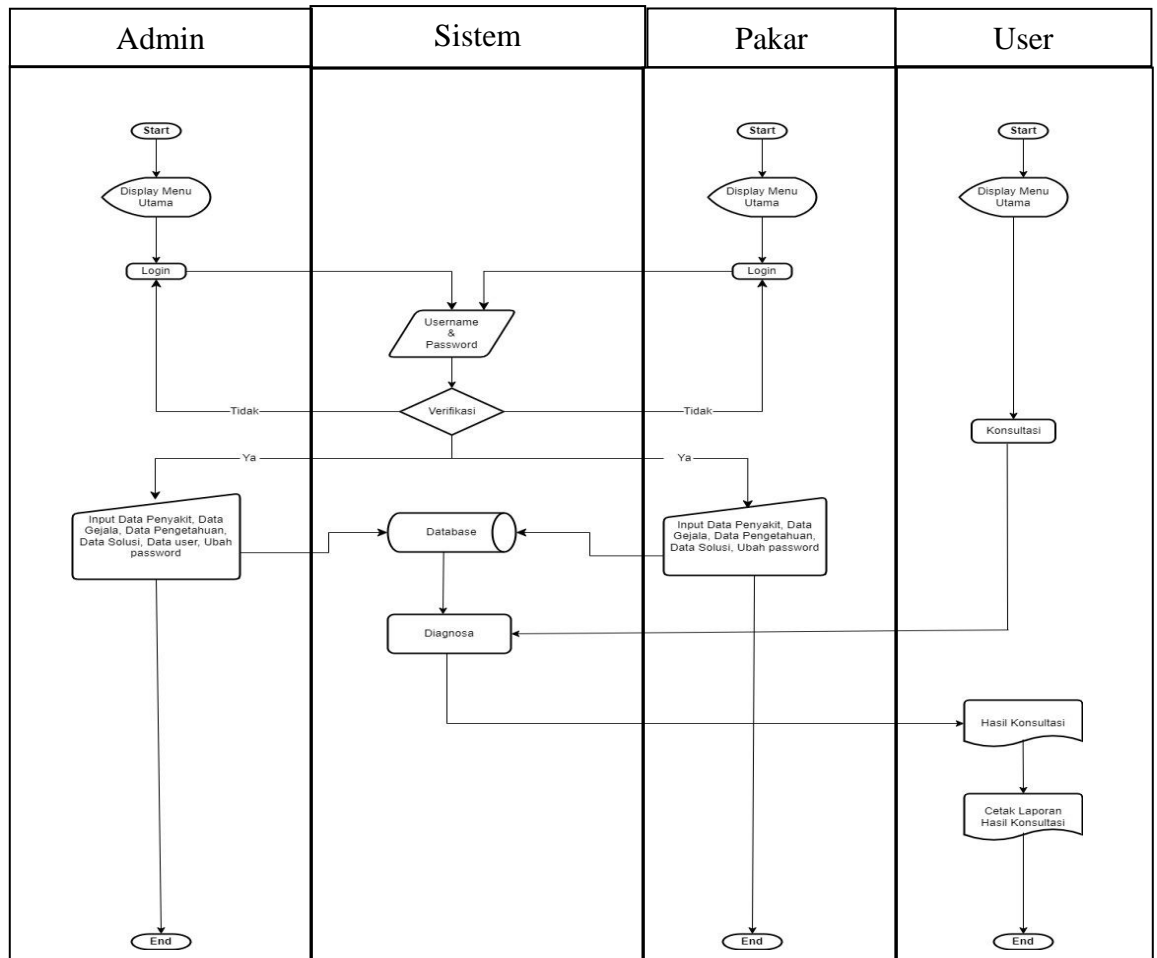 Admin
Sistem
Pakar
User
Start
Start
Start
Display Menu
Utama
Display Menu
Utama
Display Menu
Utama
Login
Login
Username
&
Password
Tidak
Verifikasi
Tidak
Konsultasi
Ya
Ya
Input Data Penyakit, Data
Gejala, Data Pengetahuan,
Data Solusi, Data user, Ubah
password
Database
Input Data Penyakit, Data
Gejala, Data Pengetahuan,
Data Solusi, Ubah password
Diagnosa
Hasil Konsultasi
Cetak Laporan
Hasil Konsultasi
End
End
End